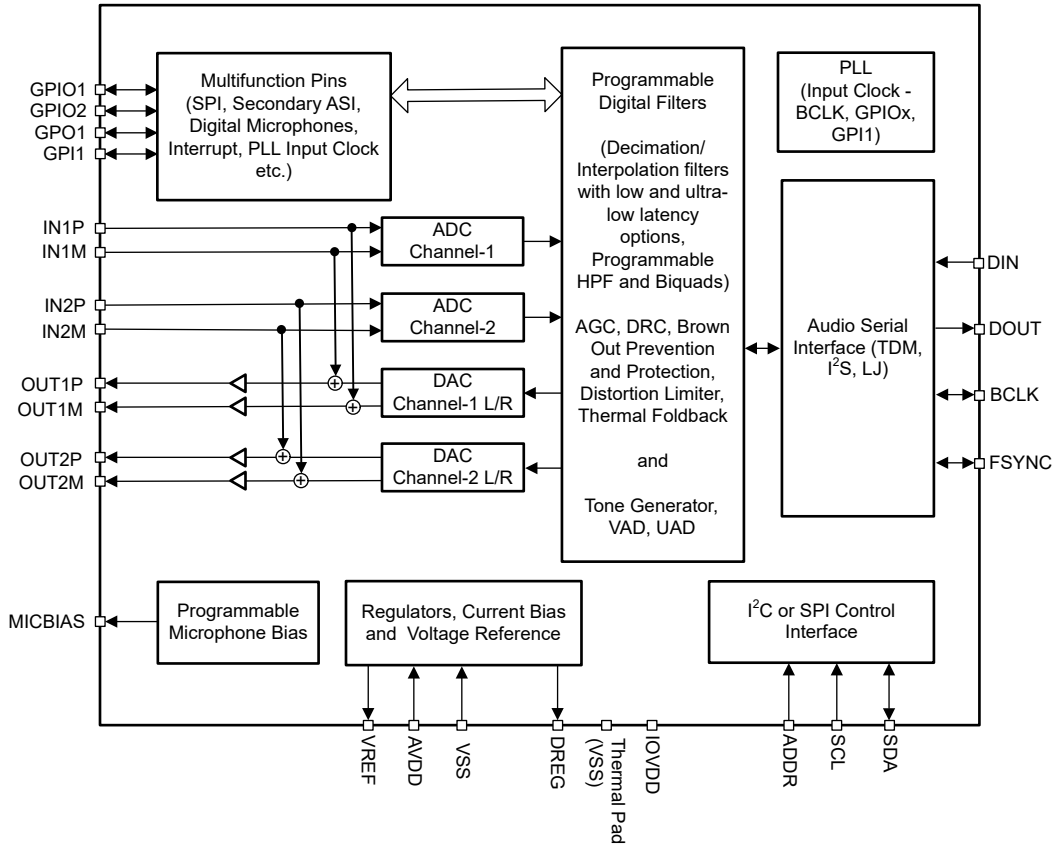 GPIO1
GPIO2
GPO1
GPI1
Multifunction Pins
(SPI, Secondary ASI,
Digital Microphones,
Interrupt, PLL Input Clock
etc.)
IN1P
IN1M
IN2P
IN2M
OUT1P
OUT1M
OUT2P
OUT2M
ADC
Channel-1
ADC
Channel-2
DAC
Channel-1 L/R
DAC
Channel-2 L/R
Programmable
Digital Filters
(Decimation/
Interpolation filters
with low and ultra-
low latency
options,
Programmable
HPF and Biquads)
AGC, DRC, Brown
Out Prevention
and Protection,
Distortion Limiter,
Thermal Foldback
and
Tone Generator,
VAD, UAD
PLL
(Input Clock -
BCLK, GPIOx,
GPI1)
Audio Serial
Interface (TDM,
I²S, LJ)
DIN
DOUT
BCLK
FSYNC
MICBIAS
Programmable
Microphone Bias
Regulators, Current Bias
and Voltage Reference
I²C or SPI Control
Interface
VREF
AVDD
VSS
DREG
Thermal Pad
(VSS)
IOVDD
ADDR
SCL
SDA